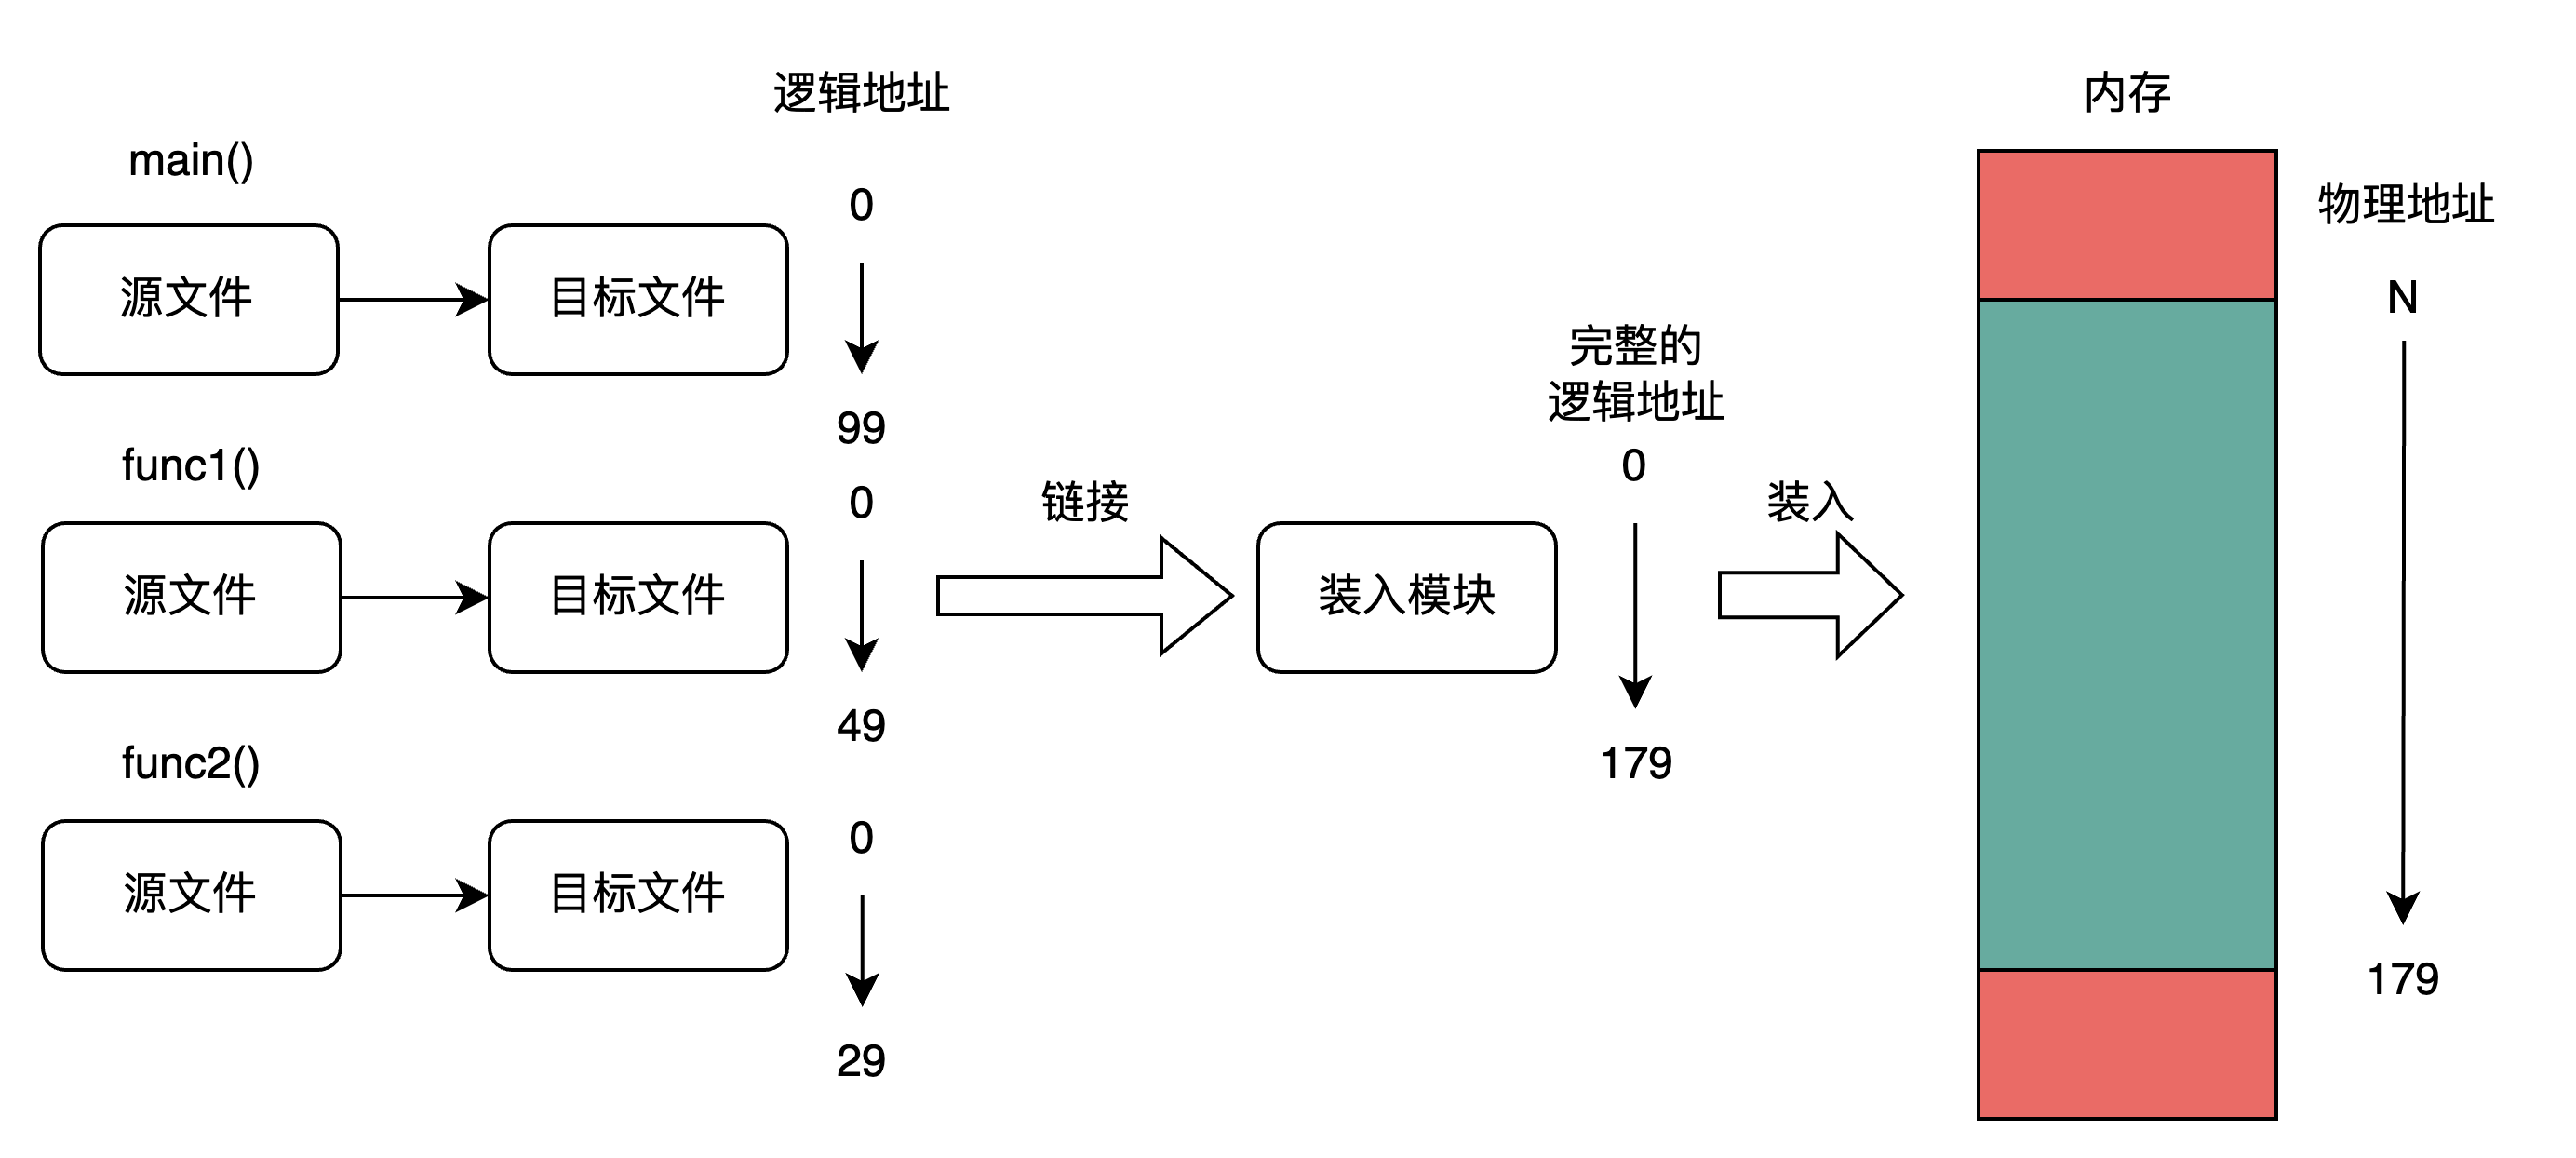 逻辑地址
内存
main()
源文件
目标文件
0
99
func1()
源文件
目标文件
0
49
func2()
源文件
目标文件
0
29
链接
装入模块
完整的
逻辑地址
0
179
装入
物理地址
N
179